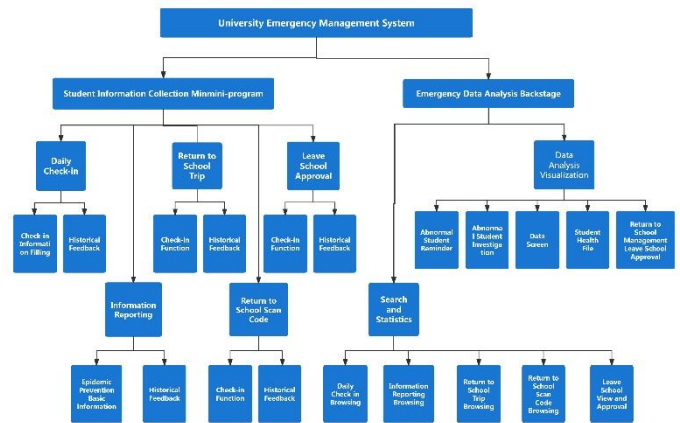 University Emergency Management System
Student Information Collection Minmini-program
Emergency Data Analysis Backstage
Daily
Check-in
Return to
School
Trip
Leave
School
Approval
Data
Analysis
Visualization
Check in
Informati
on Filling
Historical
Feedback
Check-in
Function
Historical
Feedback
Check-in
Function
Historical
Feedback
Abnormal
Student
Reminder
Abnorma
l Student
Investiga
tion
Data
Screen
Student
Health
File
Return to
School
Management
Leave School
Approval
Information
Reporting
Return to
School Scan
Code
Search
and
Statistics
Epidemic
Prevention
Basic
Information
Historical
Feedback
Check-in
Function
Historical
Feedback
Daily
Check in
Browsing
Information
Reporting
Browsing
Return to
School
Trip
Browsing
Return to
School
Scan
Code
Browsing
Leave
School
View and
Approval